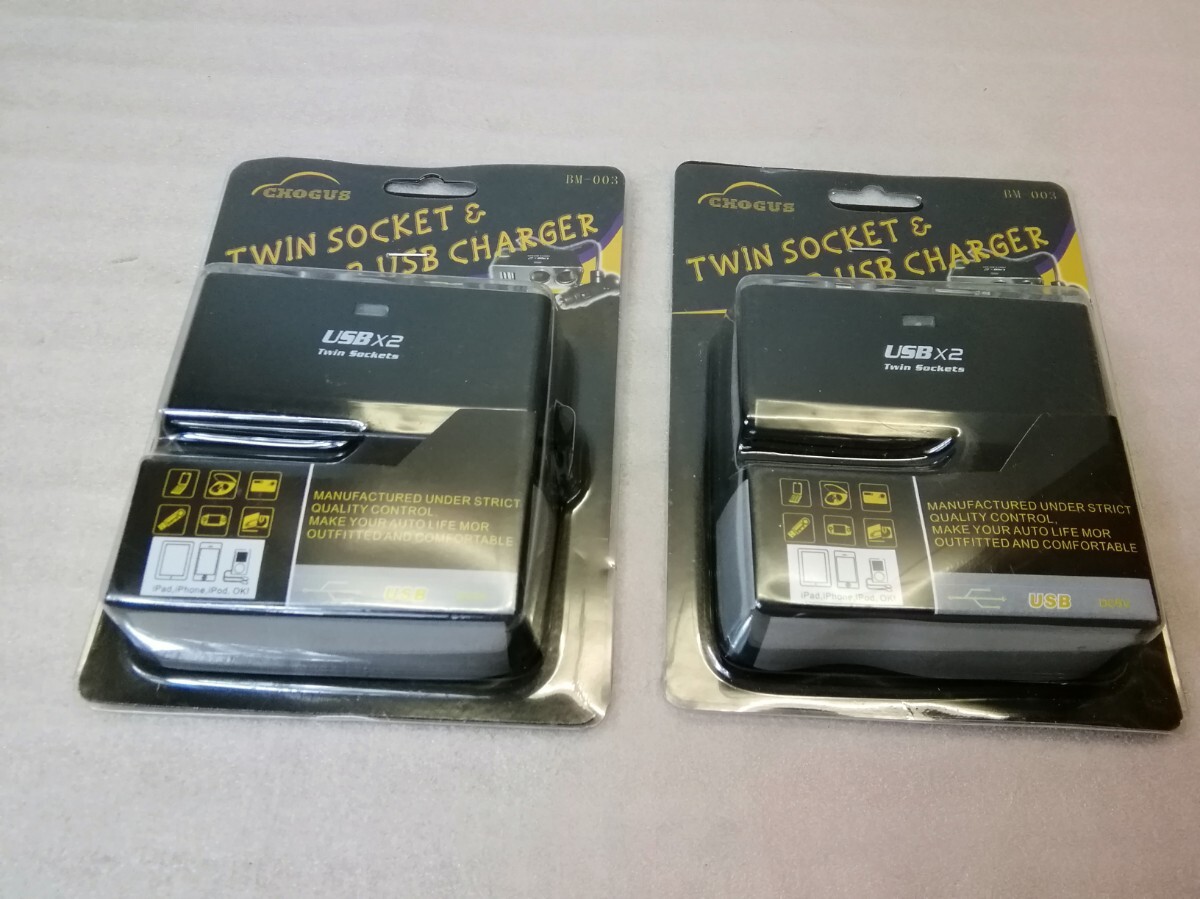 CHOGUS
BM-003
TWIN SOCKET &
USB CHARGER
USB X2
Twin Sockets
MANUFACTURED UNDER STRICT
QUALITY CONTROL
MAKE YOUR AUTO LIFE MOR
OUTFITTED AND COMFORTABLE
iPad,iPhone,iPod, OK!
USB
CHOGUS
BM-003
TWIN SOCKET &
USB CHARGER
USB X2
Twin Sockets
MANUFACTURED UNDER STRICT
QUALITY CONTROL,
MAKE YOUR AUTO LIFE MOR
OUTFITTED AND COMFORTABLE
iPad,iPhone,iPod, OK!
USB